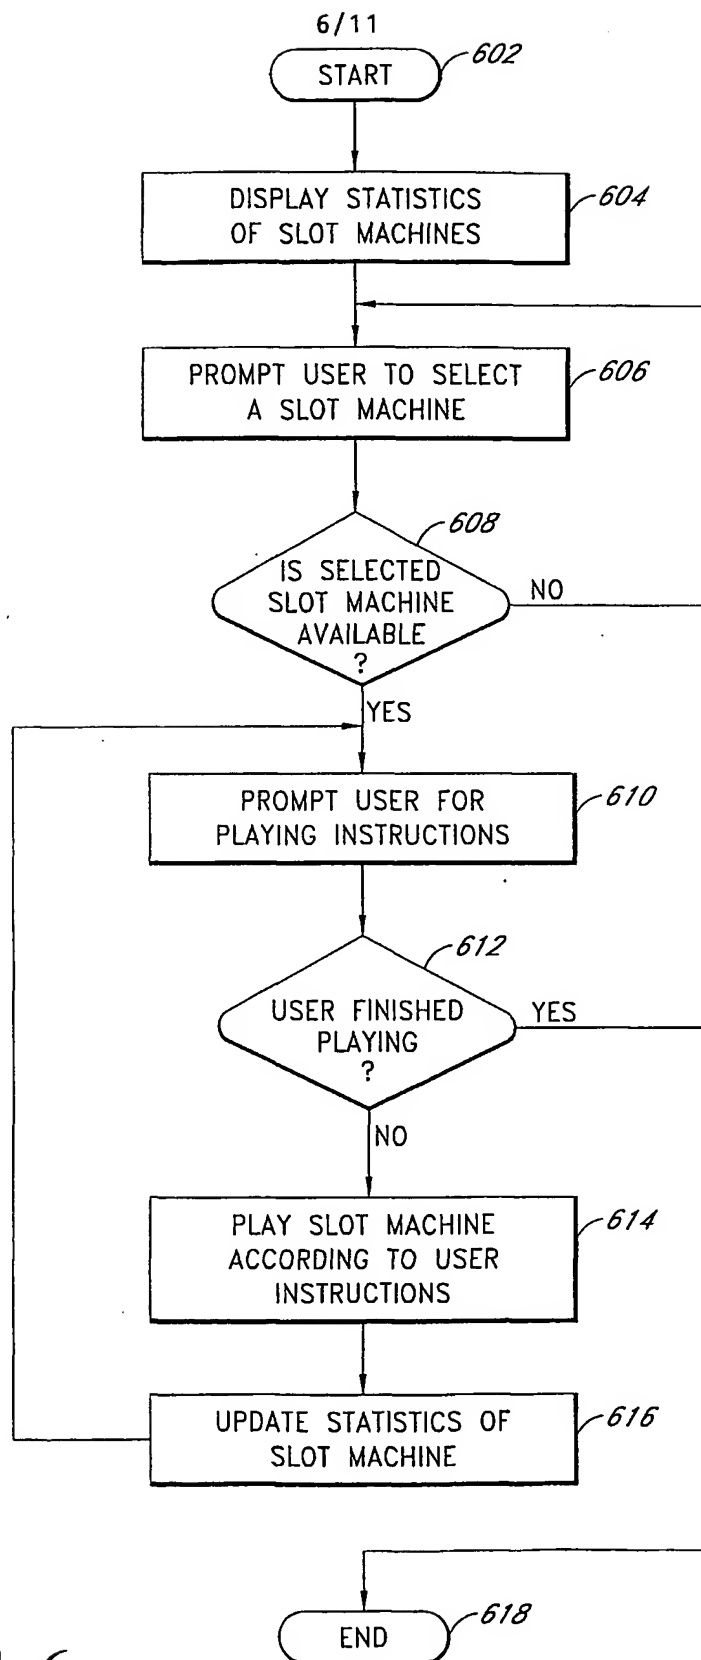 6/11
START
602
DISPLAY STATISTICS
OF SLOT MACHINES
604
PROMPT USER TO SELECT
A SLOT MACHINE
606
608
IS SELECTED
SLOT MACHINE
AVAILABLE
?
NO
YES
PROMPT USER FOR
PLAYING INSTRUCTIONS
610
612
USER FINISHED
PLAYING
?
YES
NO
PLAY SLOT MACHINE
ACCORDING TO USER
INSTRUCTIONS
614
UPDATE STATISTICS OF
SLOT MACHINE
616
END
618